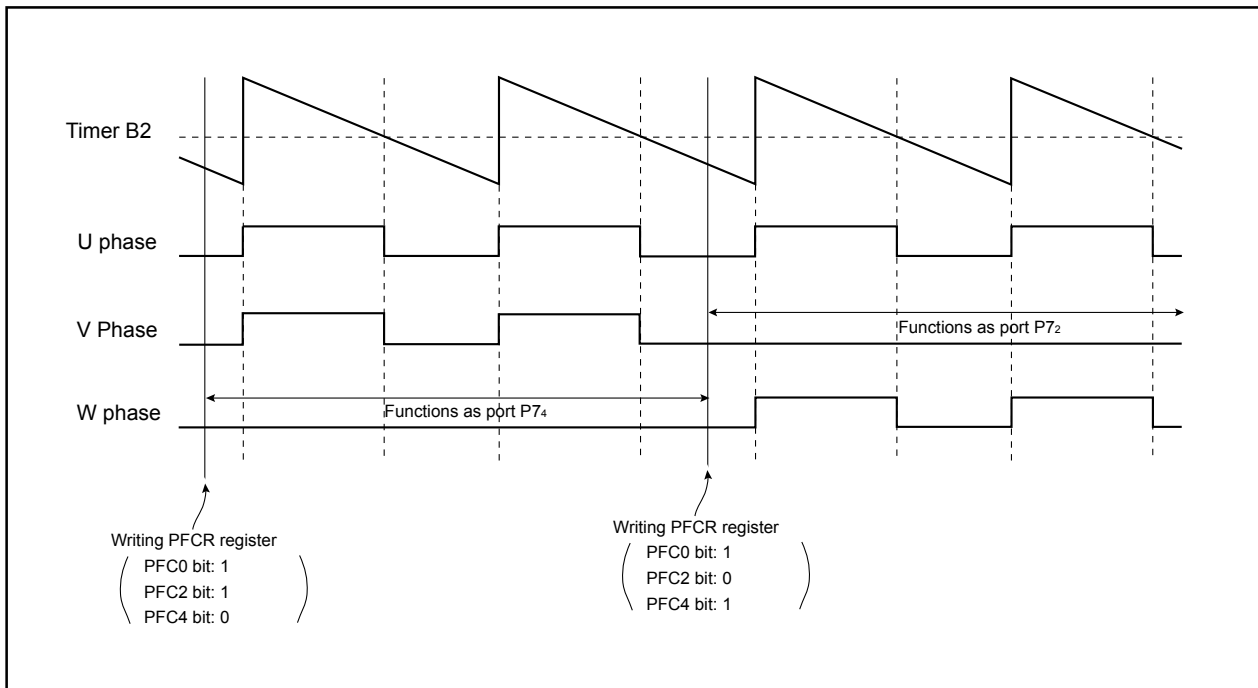 Timer B2
U phase
V Phase
Functions as port P72
W phase
Functions as port P74
Writing PFCR register
PFC0 bit: 1
PFC2 bit: 1
PFC4 bit: 0
Writing PFCR register
PFC0 bit: 1
PFC2 bit: 0
PFC4 bit: 1